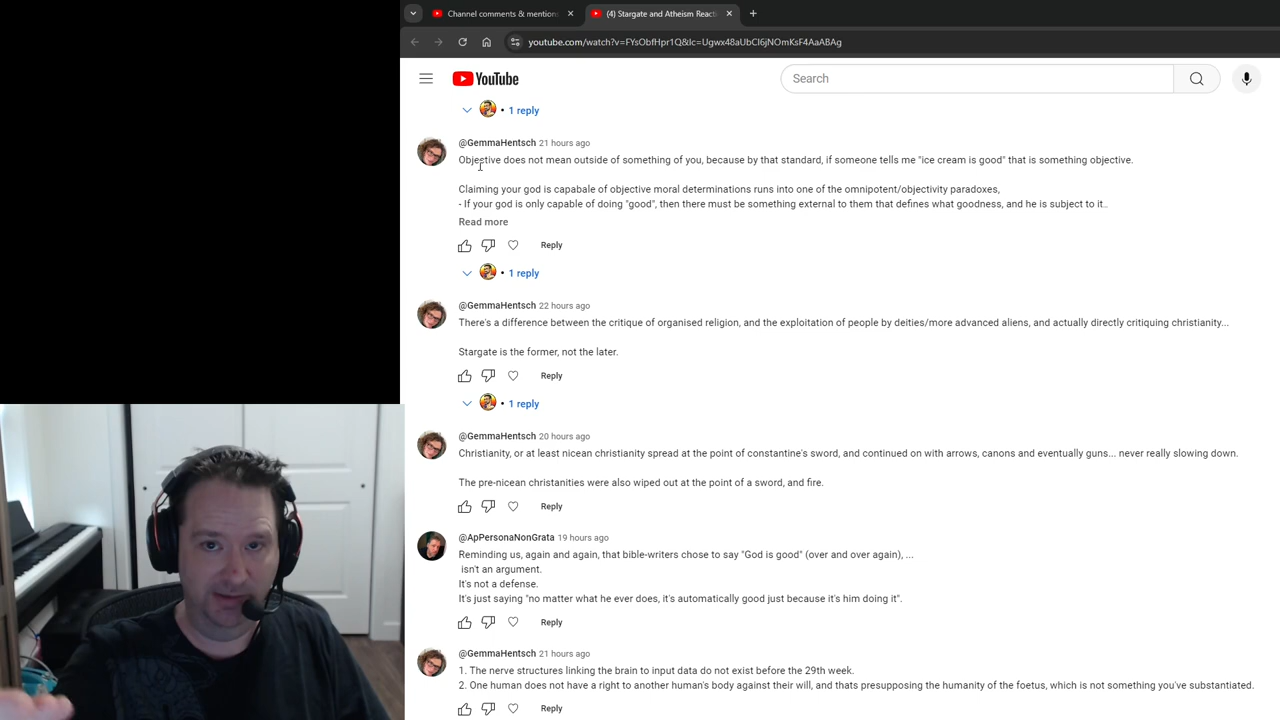 Channel comments & mention
(4) Stargate and Atheism React
youtube.com/watch?v=FYsObfHpr1Q&lc=Ugwx48aUbCl6jNOmKsF4AaABAg
YouTube
Search
1 reply
@GemmaHentsch 21 hours ago
Objective does not mean outside of something of you, because by that standard, if someone tells me "ice cream is good" that is something objective.
Claiming your god is capabale of objective moral determinations runs into one of the omnipotent/objectivity paradoxes,
- If your god is only capable of doing "good", then there must be something external to them that defines what goodness, and he is subject to it..
Read more
Reply
1 reply
@GemmaHentsch 22 hours ago
There's a difference between the critique of organised religion, and the exploitation of people by deities/more advanced aliens, and actually directly critiquing christianity...
Stargate is the former, not the later.
Reply
1 reply
@GemmaHentsch 20 hours ago
Christianity, or at least nicean christianity spread at the point of constantine's sword, and continued on with arrows, canons and eventually guns... never really slowing down.
The pre-nicean christanities were also wiped out at the point of a sword, and fire.
Reply
@ApPersonaNonGrata 19 hours ago
Reminding us, again and again, that bible-writers chose to say "God is good" (over and over again), ...
isn't an argument.
It's not a defense.
It's just saying "no matter what he ever does, it's automatically good just because it's him doing it".
Reply
@GemmaHentsch 21 hours ago
1. The nerve structures linking the brain to input data do not exist before the 29th week.
2. One human does not have a right to another human's body against their will, and thats presupposing the humanity of the foetus, which is not something you've substantiated.
Reply